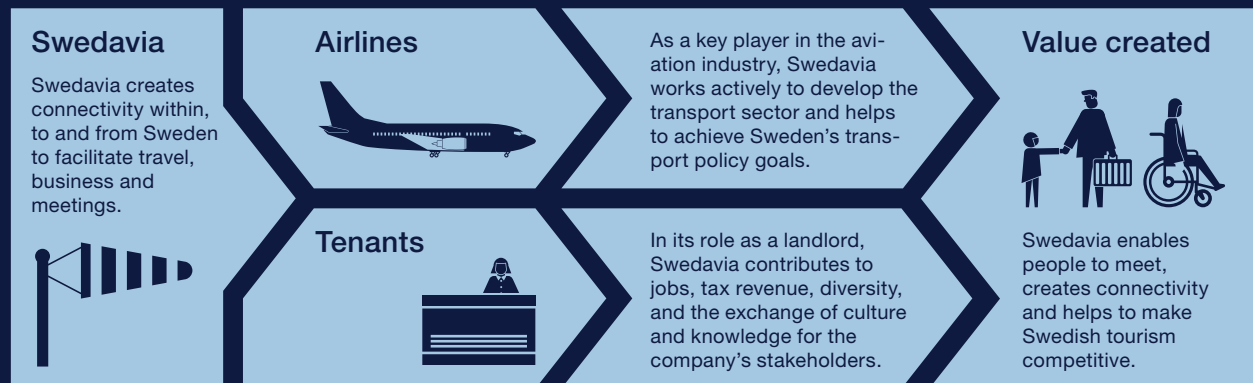 Swedavia
Swedavia creates
connectivity within,
to and from Sweden
to facilitate travel,
business and
meetings.
Airlines
As a key player in the avi-
ation industry, Swedavia
works actively to develop the
transport sector and helps
to achieve Sweden’s trans-
port policy goals.
Tenants
In its role as a landlord,
Swedavia contributes to
jobs, tax revenue, diversity,
and the exchange of culture
and knowledge for the
company’s stakeholders.
Value created
Swedavia enables
people to meet,
creates connectivity
and helps to make
Swedish tourism
competitive.